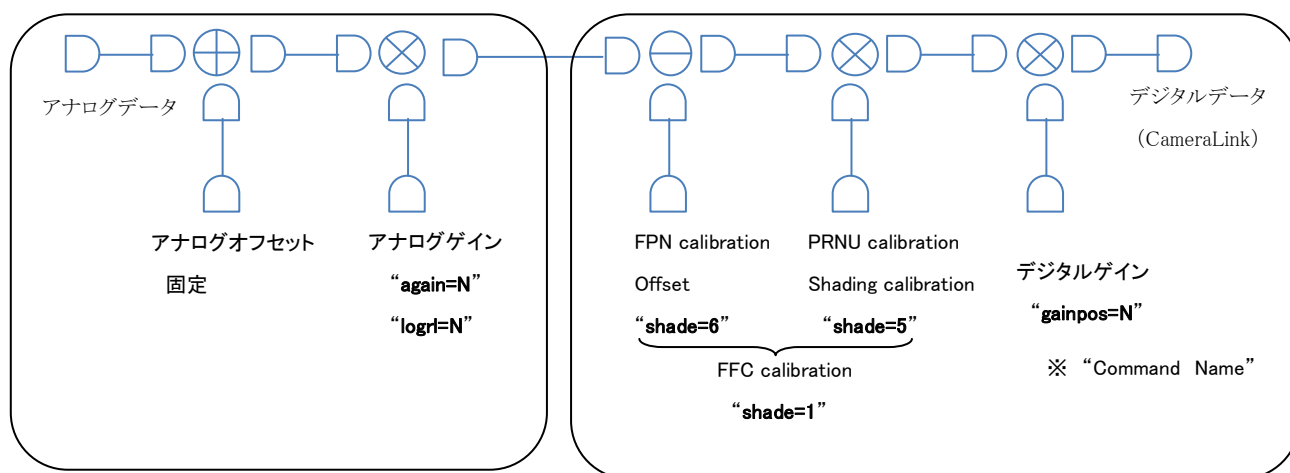 アナログデータ
デジタルデータ
(CameraLink)
アナログオフセット
固定
アナログゲイン
“again=N”
“logrl=N”
FPN calibration
Offset
“shade=6”
PRNU calibration
Shading calibration
“shade=5”
FFC calibration
“shade=1”
デジタルゲイン
“gainpos=N”
※ “Command Name”